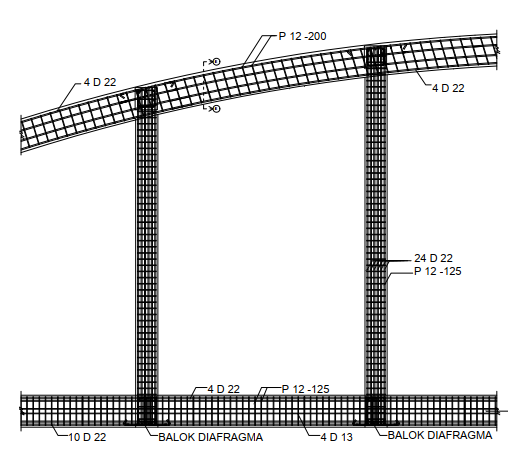 P 12 -200
4 D 22
4 D 22
24 D 22
P 12 -125
4 D 22
P 12 -125
10 D 22
BALOK DIAFRAGMA
4 D 13
BALOK DIAFRAGMA